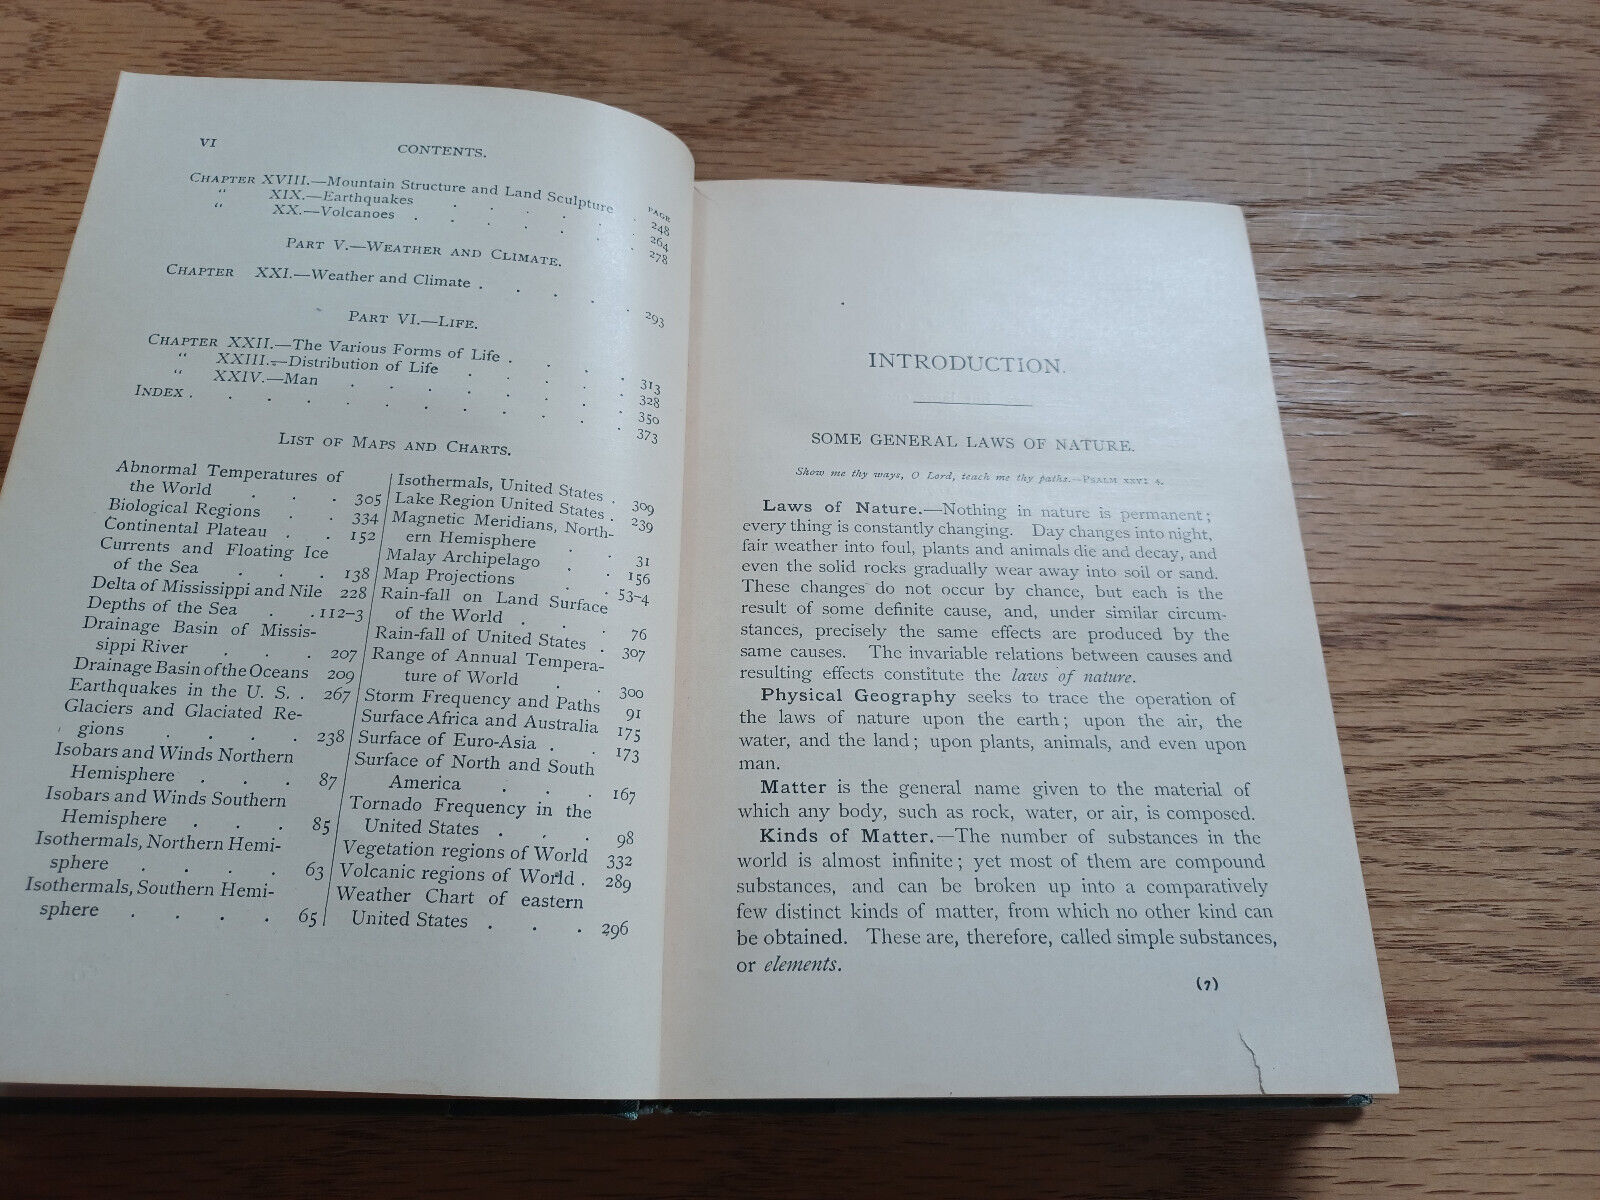 VI
CONTENTS.
PAGE
CHAPTER XVIII.—Mountain Structure and Land Sculpture . 248
" XIX.—Earthquakes . . . . . . 264
" XX.—Volcanoes . . . . . . . 278
PART V.—WEATHER AND CLIMATE.
CHAPTER XXI.—Weather and Climate . . . . . 293
PART VI.—LIFE.
CHAPTER XXII.—The Various Forms of Life . . . . 313
" XXIII.—Distribution of Life . . . . . 328
" XXIV.—Man . . . . . . . . 350
INDEX . . . . . . . . . . . 373
LIST OF MAPS AND CHARTS.
Abnormal Temperatures of
the World . . . 305
Biological Regions . . 334
Continental Plateau . . 152
Currents and Floating Ice
of the Sea . . . 138
Delta of Mississippi and Nile 228
Depths of the Sea . . 112-3
Drainage Basin of Missis-
sippi River . . . 207
Drainage Basin of the Oceans 209
Earthquakes in the U. S. . 267
Glaciers and Glaciated Re-
gions . . . . 238
Isobars and Winds Northern
Hemisphere . . . 87
Isobars and Winds Southern
Hemisphere . . . 85
Isothermals, Northern Hemi-
sphere . . . . 63
Isothermals, Southern Hemi-
sphere . . . . 65
Isothermals, United States . 309
Lake Region United States . 239
Magnetic Meridians, North-
ern Hemisphere . . 31
Malay Archipelago . . 156
Map Projections . 53-4
Rain-fall on Land Surface
of the World . . . 76
Rain-fall of United States . 307
Range of Annual Tempera-
ture of World . . 300
Storm Frequency and Paths 91
Surface Africa and Australia 175
Surface of Euro-Asia . . 173
Surface of North and South
America . . . 167
Tornado Frequency in the
United States . . . 98
Vegetation regions of World 332
Volcanic regions of World . 289
Weather Chart of eastern
United States . . . 296
INTRODUCTION.
SOME GENERAL LAWS OF NATURE.
Show me thy ways, O Lord, teach me thy paths.—PSALM XXV: 4.
Laws of Nature.—Nothing in nature is permanent;
every thing is constantly changing. Day changes into night,
fair weather into foul, plants and animals die and decay, and
even the solid rocks gradually wear away into soil or sand.
These changes do not occur by chance, but each is the
result of some definite cause, and, under similar circum-
stances, precisely the same effects are produced by the
same causes. The invariable relations between causes and
resulting effects constitute the laws of nature.
Physical Geography seeks to trace the operation of
the laws of nature upon the earth; upon the air, the
water, and the land; upon plants, animals, and even upon
man.
Matter is the general name given to the material of
which any body, such as rock, water, or air, is composed.
Kinds of Matter.—The number of substances in the
world is almost infinite; yet most of them are compound
substances, and can be broken up into a comparatively
few distinct kinds of matter, from which no other kind can
be obtained. These are, therefore, called simple substances,
or elements.
(7)